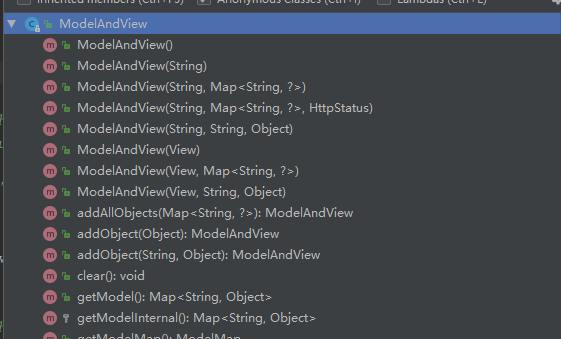 Inherited members (Ctrl+F3) Anonymous Classes (Ctrl+I) Lambdas (Ctrl+L)
ModelAndView
ModelAndView()
ModelAndView(String)
ModelAndView(String, Map<String, ?>)
ModelAndView(String, Map<String, ?>, HttpStatus)
ModelAndView(String, String, Object)
ModelAndView(View)
ModelAndView(View, Map<String, ?>)
ModelAndView(View, String, Object)
addAllObjects(Map<String, ?>): ModelAndView
addObject(Object): ModelAndView
addObject(String, Object): ModelAndView
clear(): void
getModel(): Map<String, Object>
getModelInternal(): Map<String, Object>
getModelMap(): ModelMap